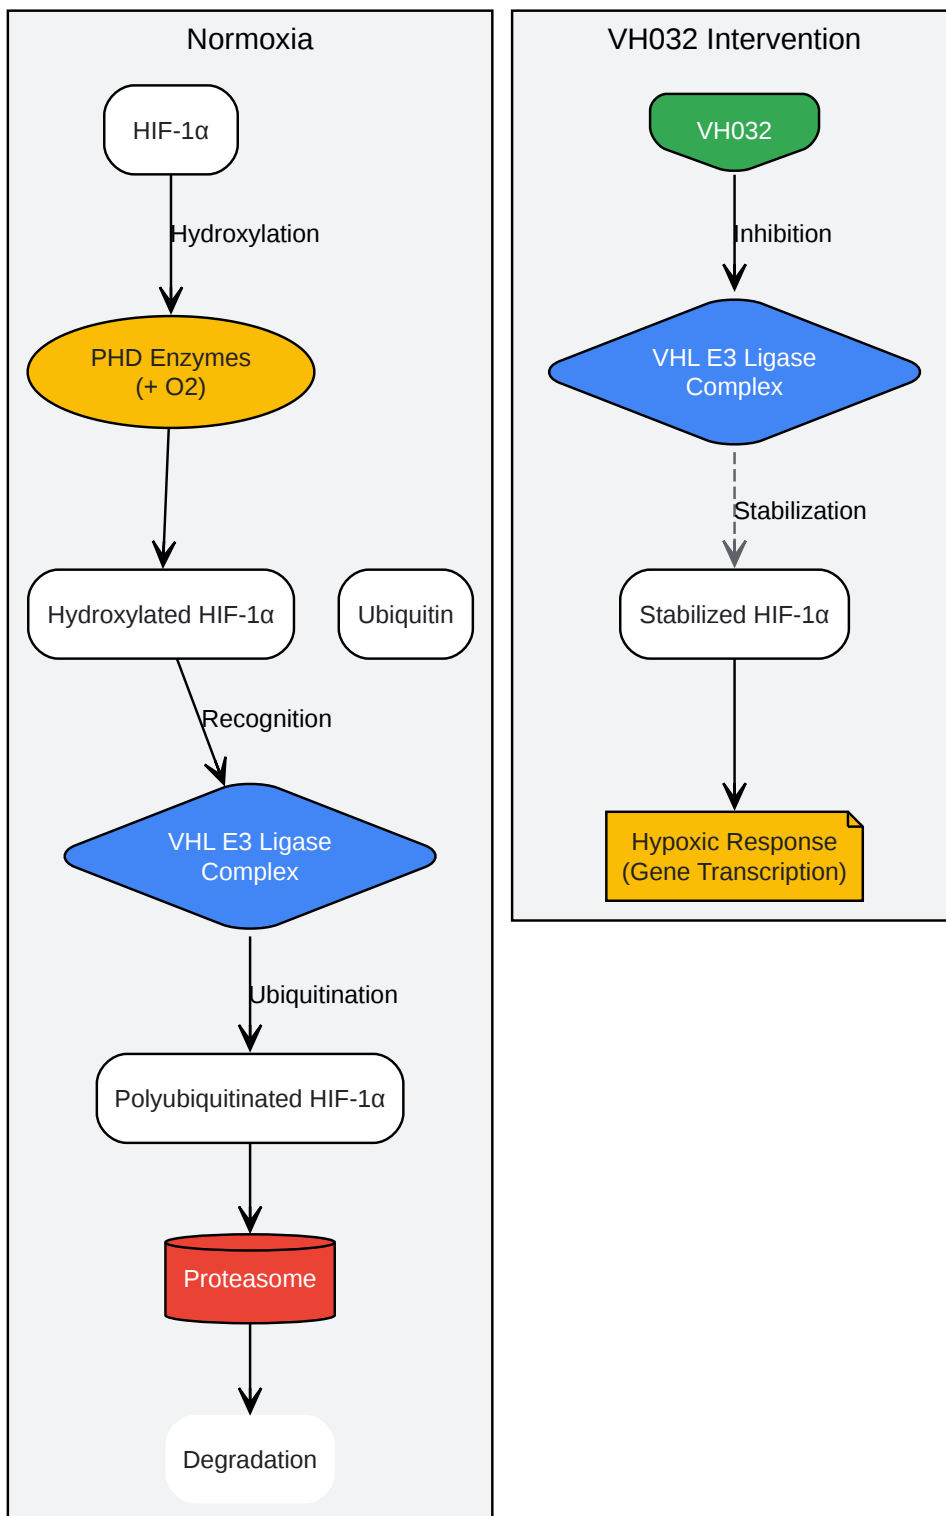 Normoxia
HIF-1α
Hydroxylation
PHD Enzymes
(+ O2)
Hydroxylated HIF-1α
Ubiquitin
Recognition
VHL E3 Ligase
Complex
Ubiquitination
Polyubiquitinated HIF-1α
Proteasome
Degradation
VH032 Intervention
VH032
Inhibition
VHL E3 Ligase
Complex
Stabilization
Stabilized HIF-1α
Hypoxic Response
(Gene Transcription)